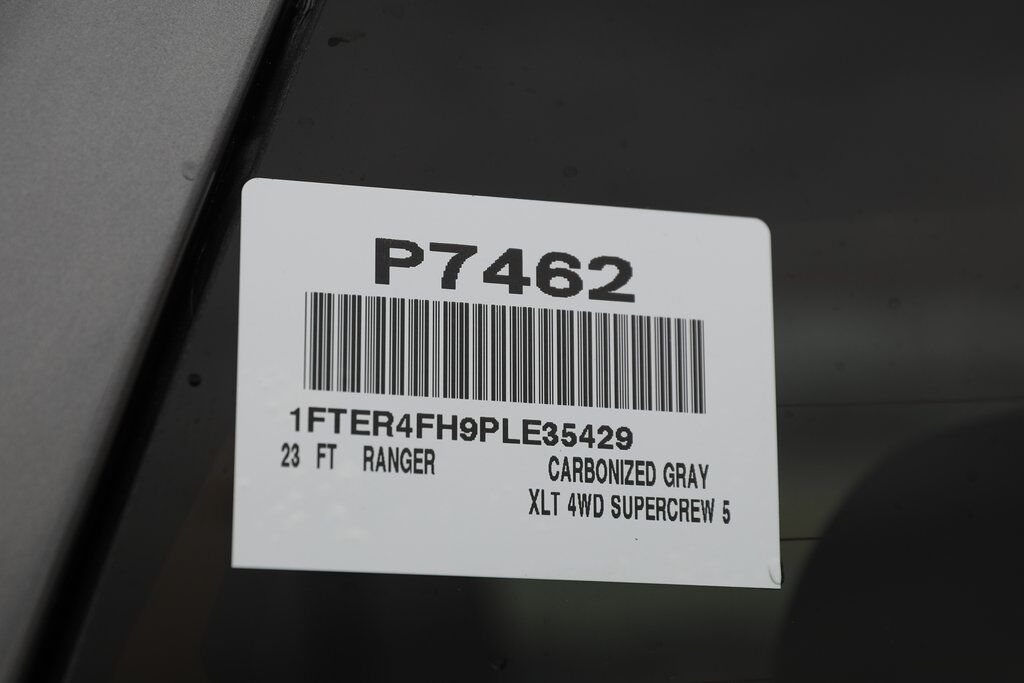 P7462
1FTER4FH9PLE35429
23 FT RANGER CARBONIZED GRAY
XLT 4WD SUPERCREW 5